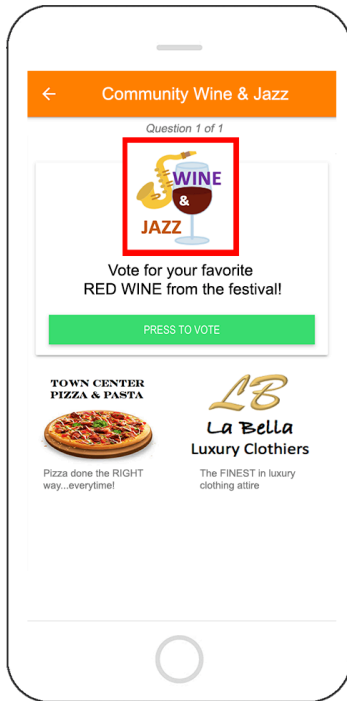 Community Wine & Jazz
Question 1 of 1
WINE
&
JAZZ
Vote for your favorite
RED WINE from the festival!
PRESS TO VOTE
TOWN CENTER
PIZZA & PASTA
Pizza done the RIGHT
way...everytime!
LB
La Bella
Luxury Clothiers
The FINEST in luxury
clothing attire